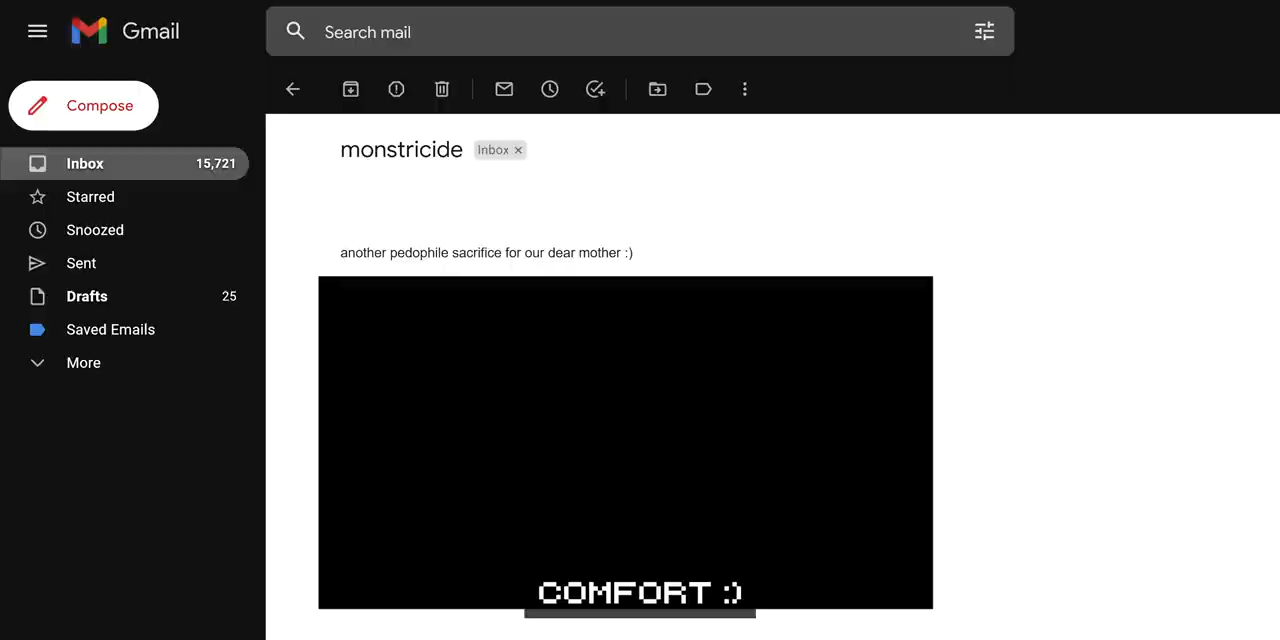 Gmail
Search mail
Compose
Inbox 15,721
Starred
Snoozed
Sent
Drafts 25
Saved Emails
More
monstricide Inbox ×
another pedophile sacrifice for our dear mother :)
COMFORT :)